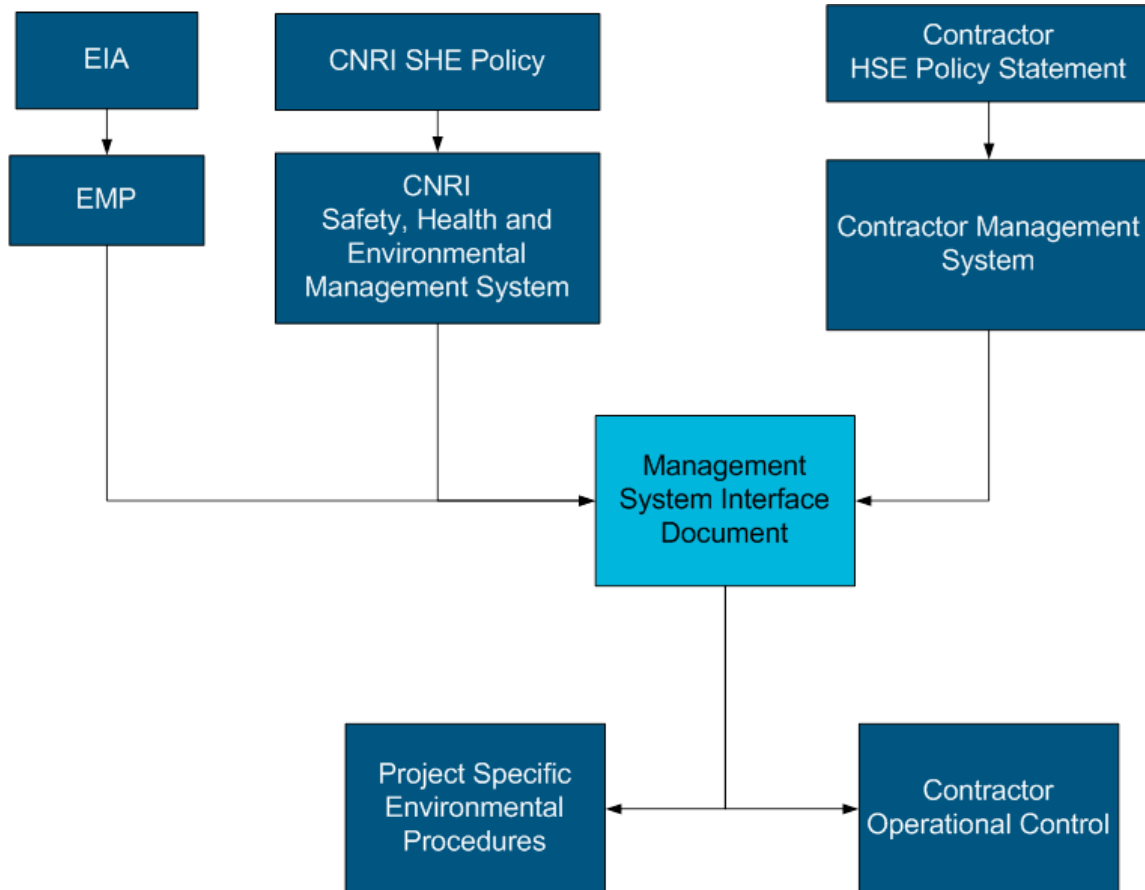 EIA
CNRI SHE Policy
Contractor
HSE Policy Statement
EMP
CNRI
Safety, Health and
Environmental
Management System
Contractor Management
System
Management
System Interface
Document
Project Specific
Environmental
Procedures
Contractor
Operational Control